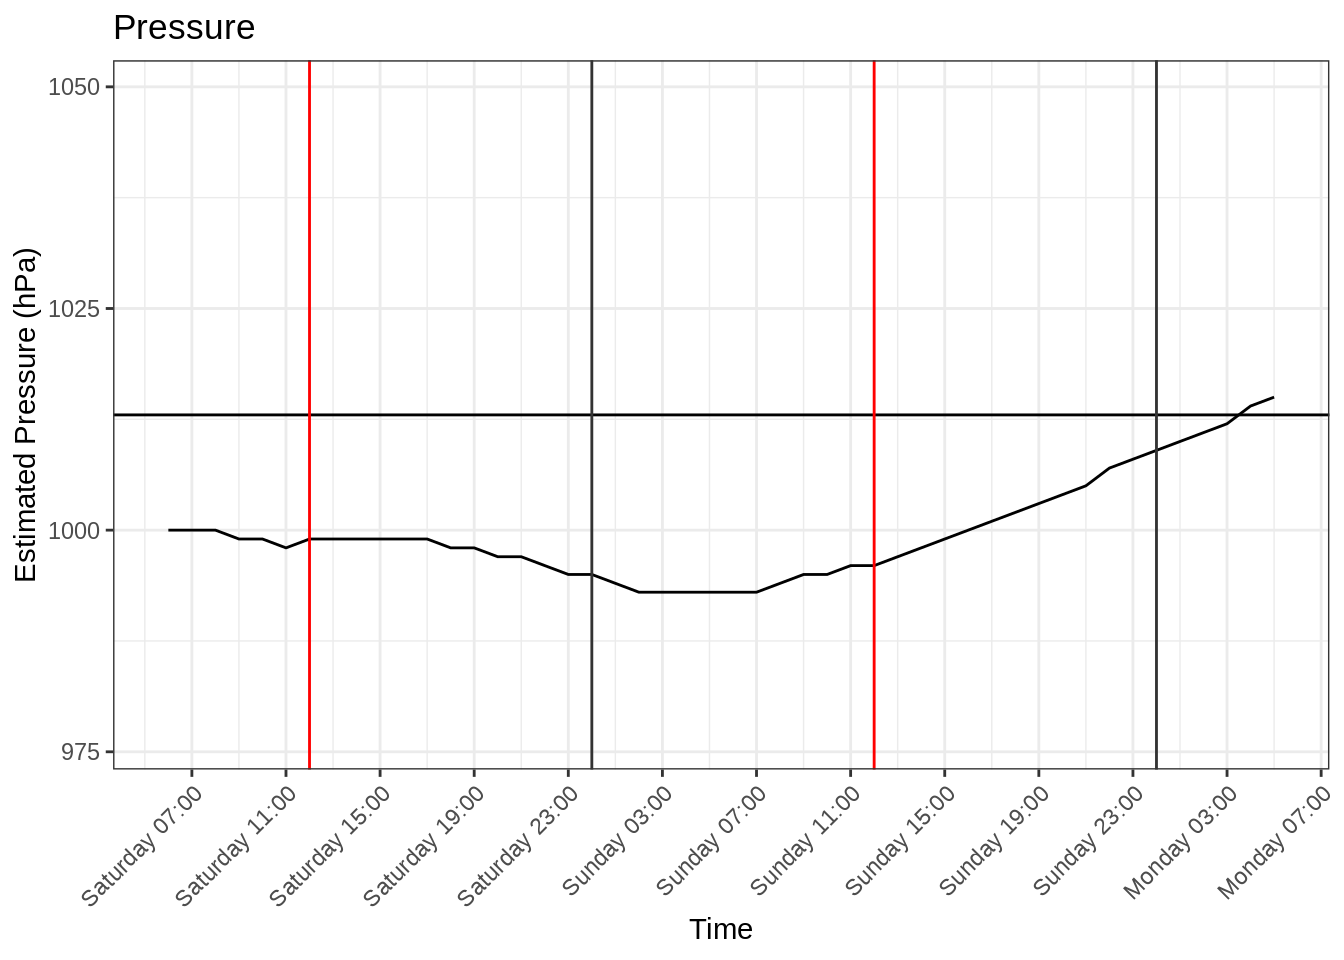 Pressure
Estimated Pressure (hPa)
1050
1025
1000
975
Saturday 07:00
Saturday 11:00
Saturday 15:00
Saturday 19:00
Saturday 23:00
Sunday 03:00
Sunday 07:00
Sunday 11:00
Sunday 15:00
Sunday 19:00
Sunday 23:00
Monday 03:00
Monday 07:00
Time